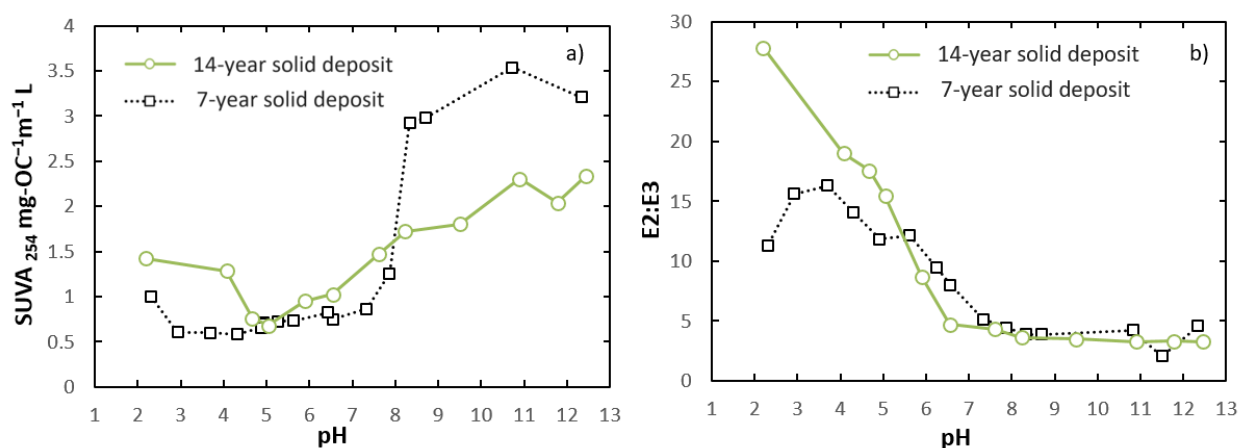 a)
14-year solid deposit
7-year solid deposit
SUVA 254 mg-OC⁻¹m⁻¹ L
4
3.5
3
2.5
2
1.5
1
0.5
0
1 2 3 4 5 6 7 8 9 10 11 12 13
pH
b)
14-year solid deposit
7-year solid deposit
E2:E3
30
25
20
15
10
5
0
1 2 3 4 5 6 7 8 9 10 11 12 13
pH